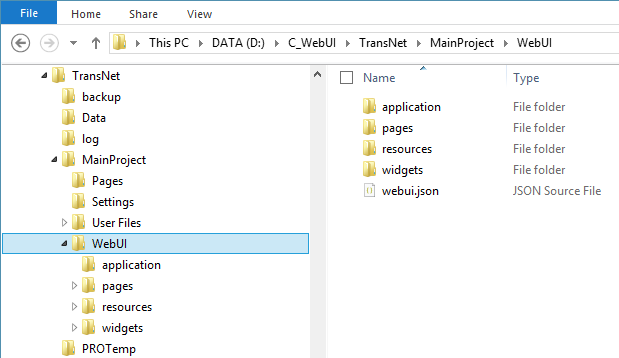 File Home Share View
This PC DATA (D:) C_WebUI TransNet MainProject WebUI
TransNet
backup
Data
log
MainProject
Pages
Settings
User Files
WebUI
application
pages
resources
widgets
PROTemp
Name Type
application File folder
pages File folder
resources File folder
widgets File folder
webui.json JSON Source File